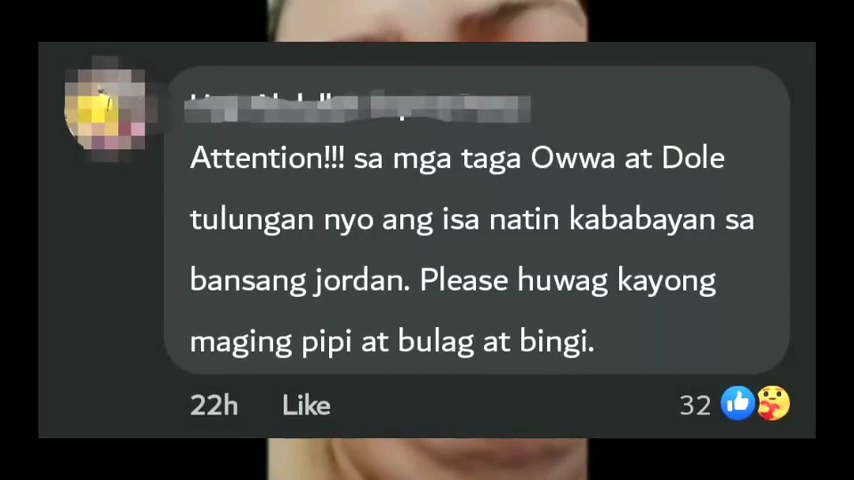 Attention!!! sa mga taga Owwa at Dole
tulungan nyo ang isa natin kababayan sa
bansang jordan. Please huwag kayong
maging pipi at bulag at bingi.
22h Like 32